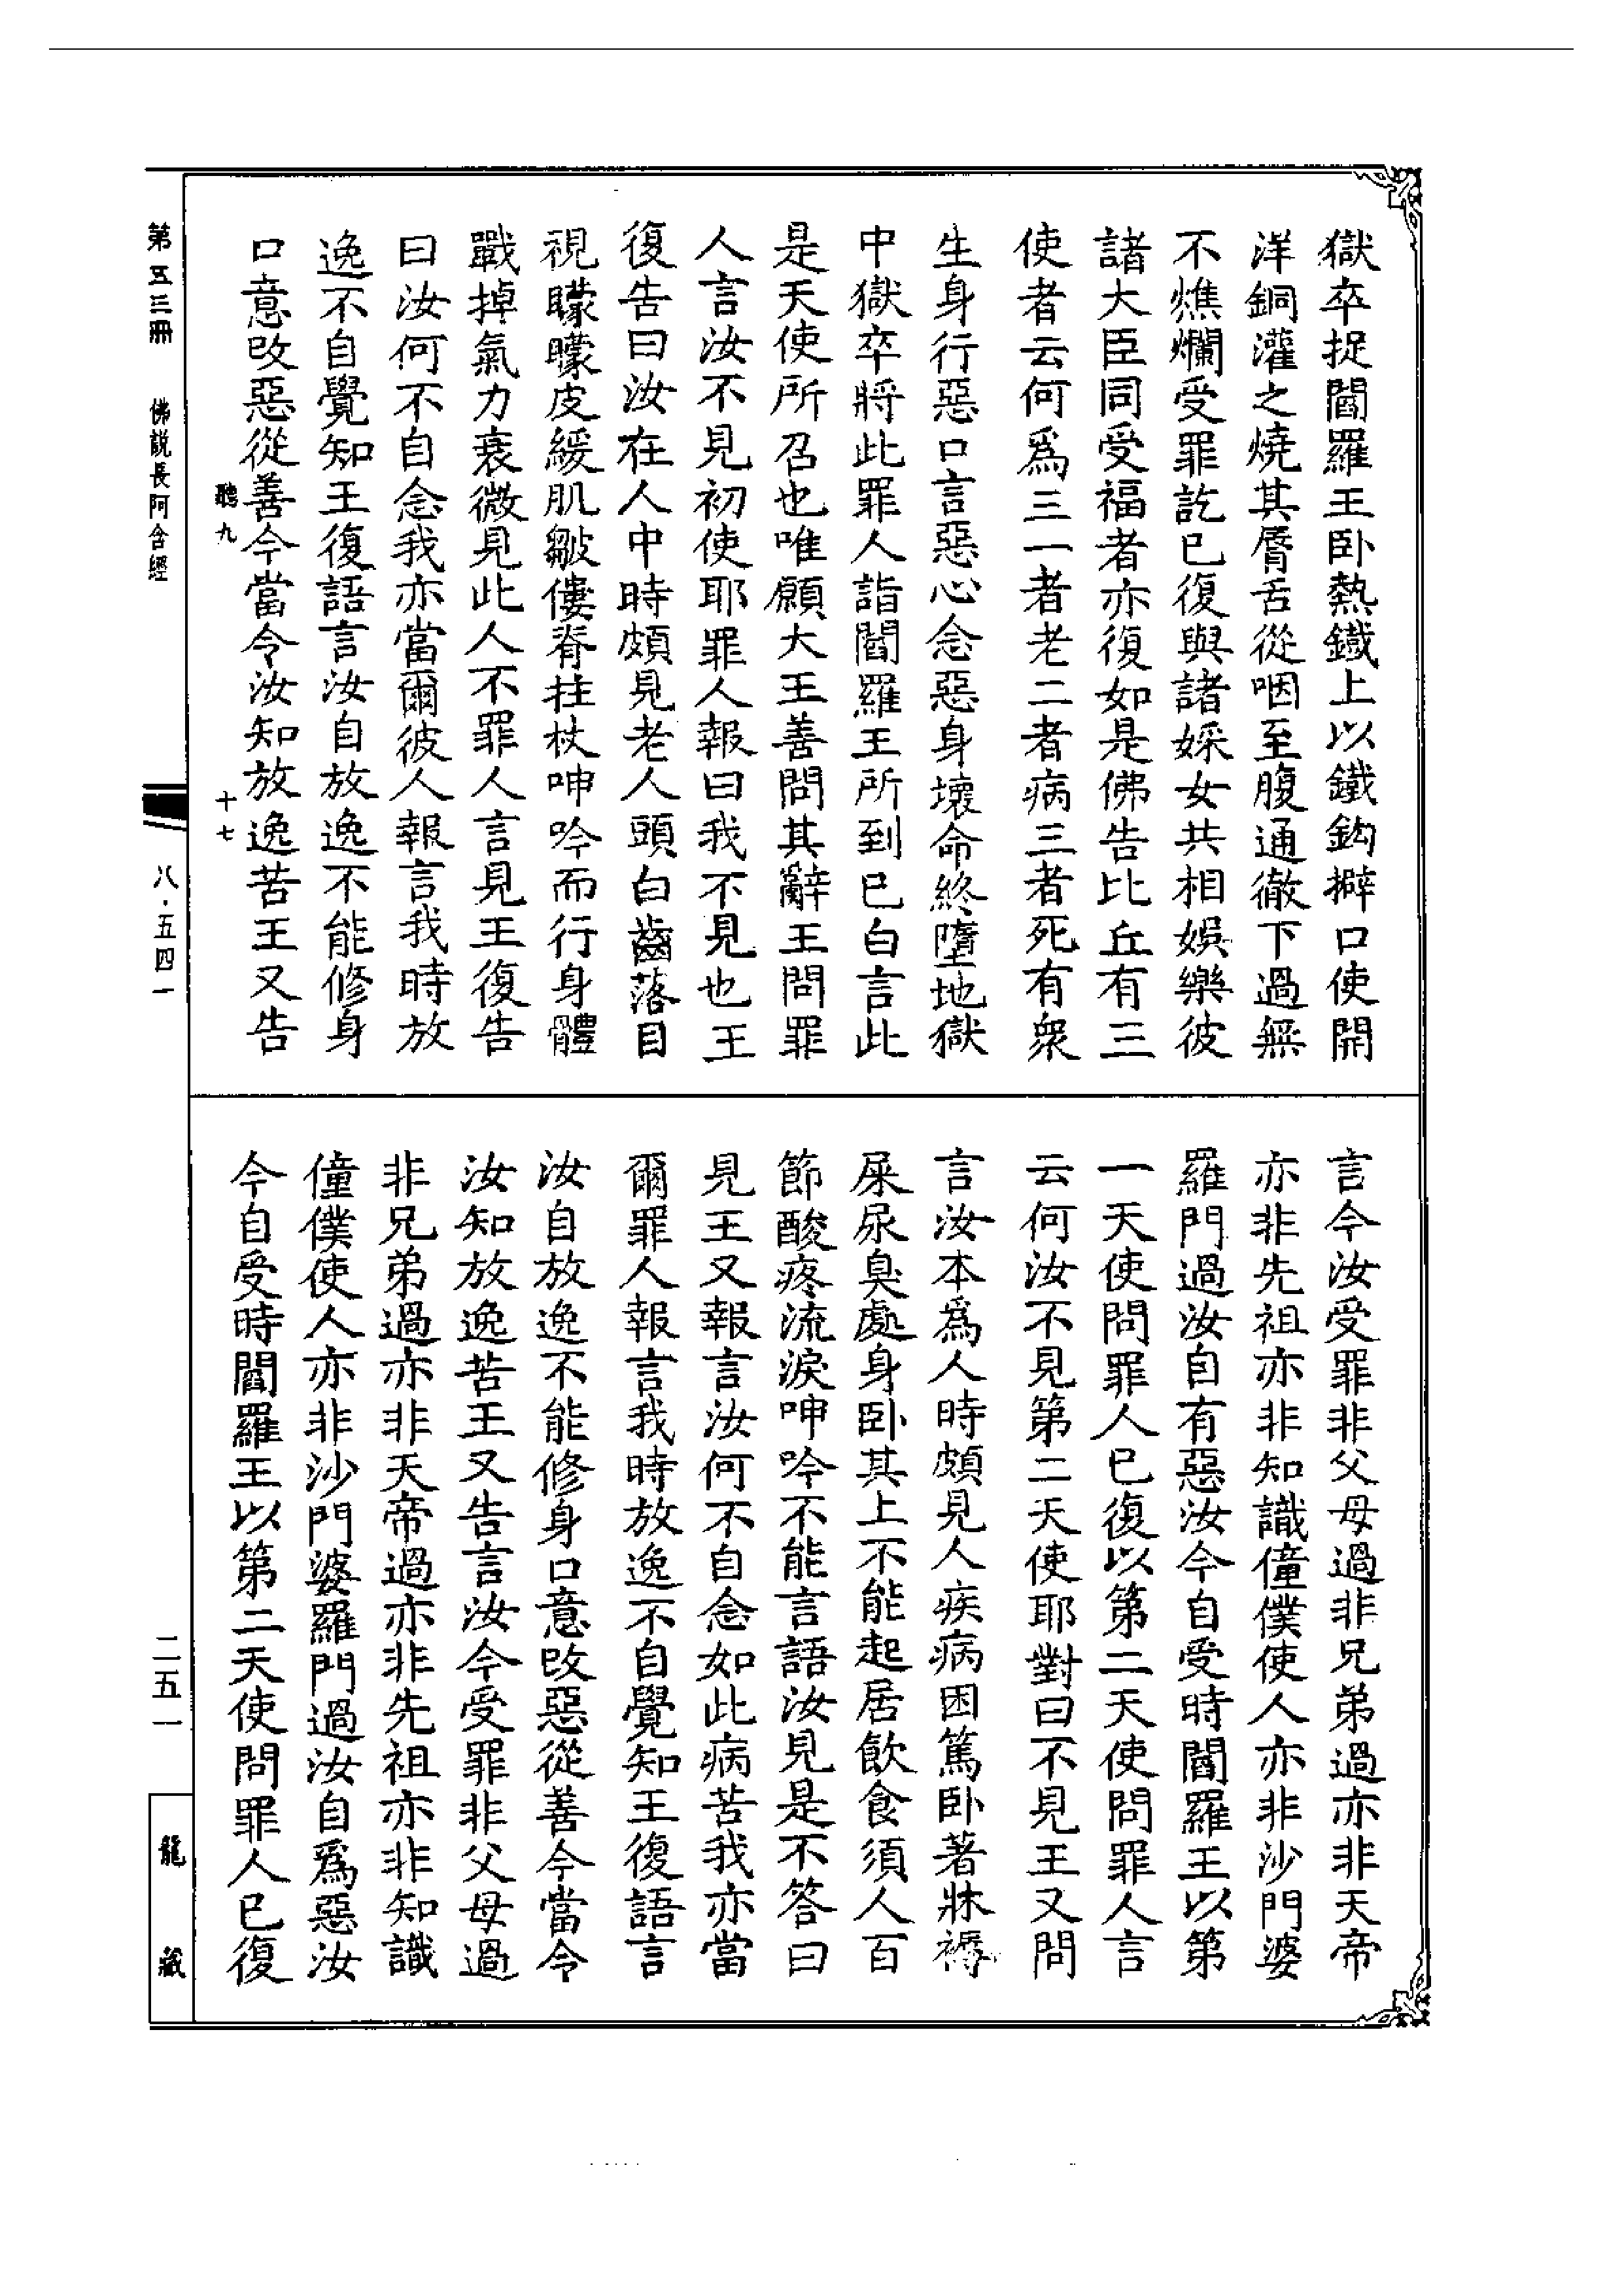 獄卒捉閻羅王卧熱鐵上以鐵鈎擗口使開
洋銅灌之燒其脣舌從咽至腹通徹下過無
不燋爛受罪訖已復與諸婇女共相娛樂彼
諸大臣同受福者亦復如是佛告比丘有三
使者云何爲三一者老二者病三者死有衆
生身行惡口言惡心念惡身壞命終墮地獄
中獄卒將此罪人詣閻羅王所到已白言此
是天使所召也唯願大王善問其辭王問罪
人言汝不見初使耶罪人報曰我不見也王
復告曰汝在人中時頗見老人頭白齒落目
視矇矇皮緩肌皺僂脊拄杖呻吟而行身體
戰掉氣力衰微見此人不罪人言見王復告
曰汝何不自念我亦當爾彼人報言我時放
逸不自覺知王復語言汝自放逸不能修身
口意改惡從善今當令汝知放逸苦王又告
聽九
十七
言今汝受罪非父母過非兄弟過亦非天帝
亦非先祖亦非知識僮僕使人亦非沙門婆
羅門過汝自有惡汝今自受時閻羅王以第
一天使問罪人已復以第二天使問罪人言
云何汝不見第二天使耶對曰不見王又問
言汝本爲人時頗見人疾病困篤卧著牀褥
屎尿臭處身卧其上不能起居飲食須人百
節酸疼流淚呻吟不能言語汝見是不答曰
見王又報言汝何不自念如此病苦我亦當
爾罪人報言我時放逸不自覺知王復語言
汝自放逸不能修身口意改惡從善今當令
汝知放逸苦王又告言汝今受罪非父母過
非兄弟過亦非天帝過亦非先祖亦非知識
僮僕使人亦非沙門婆羅門過汝自爲惡汝
今自受時閻羅王以第二天使問罪人已復
第五三冊 佛說長阿含經
八·五四一
二五一
龍藏